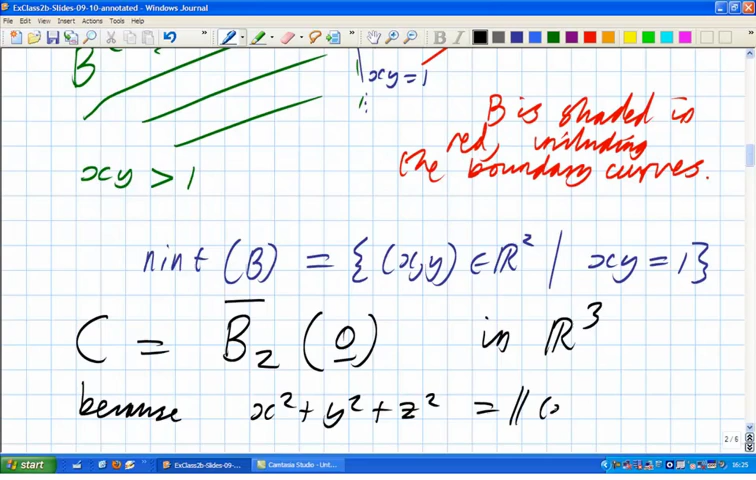 ExClass2b-Slides-09-10-annotated
File Edit View Insert Actions Tools Help
B
xy = 1
B is shaded in
red, including
the boundary curves.
xy > 1
nint (B) = { (x,y) ∈ ℝ² | xy = 1 }
C = B̅₂ (0̲) in ℝ³
because x² + y² + z² = ||(x
2 / 6
start
ExClass2b-Slides-09-...
Camtasia Studio - Unt...
16:25